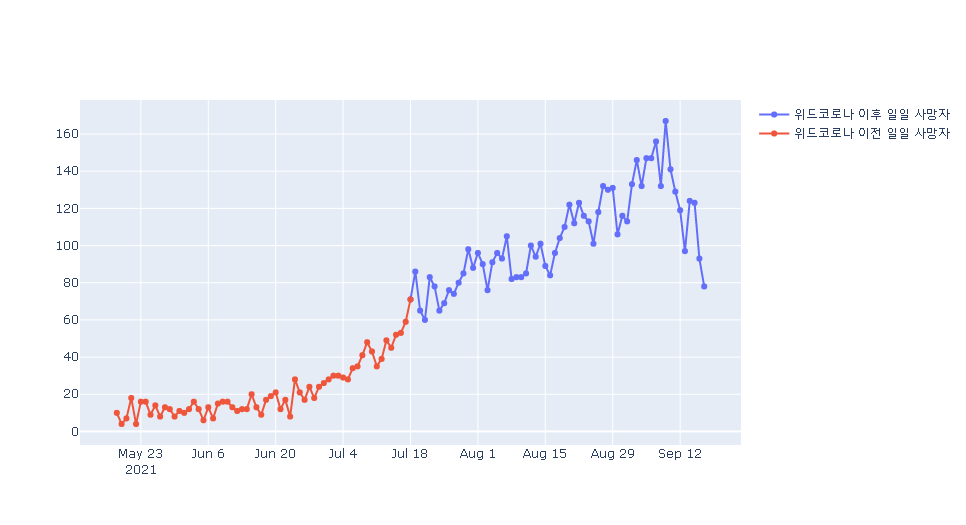 위드코로나 이후 일일 사망자
위드코로나 이전 일일 사망자
160
140
120
100
80
60
40
20
0
May 23
2021
Jun 6
Jun 20
Jul 4
Jul 18
Aug 1
Aug 15
Aug 29
Sep 12